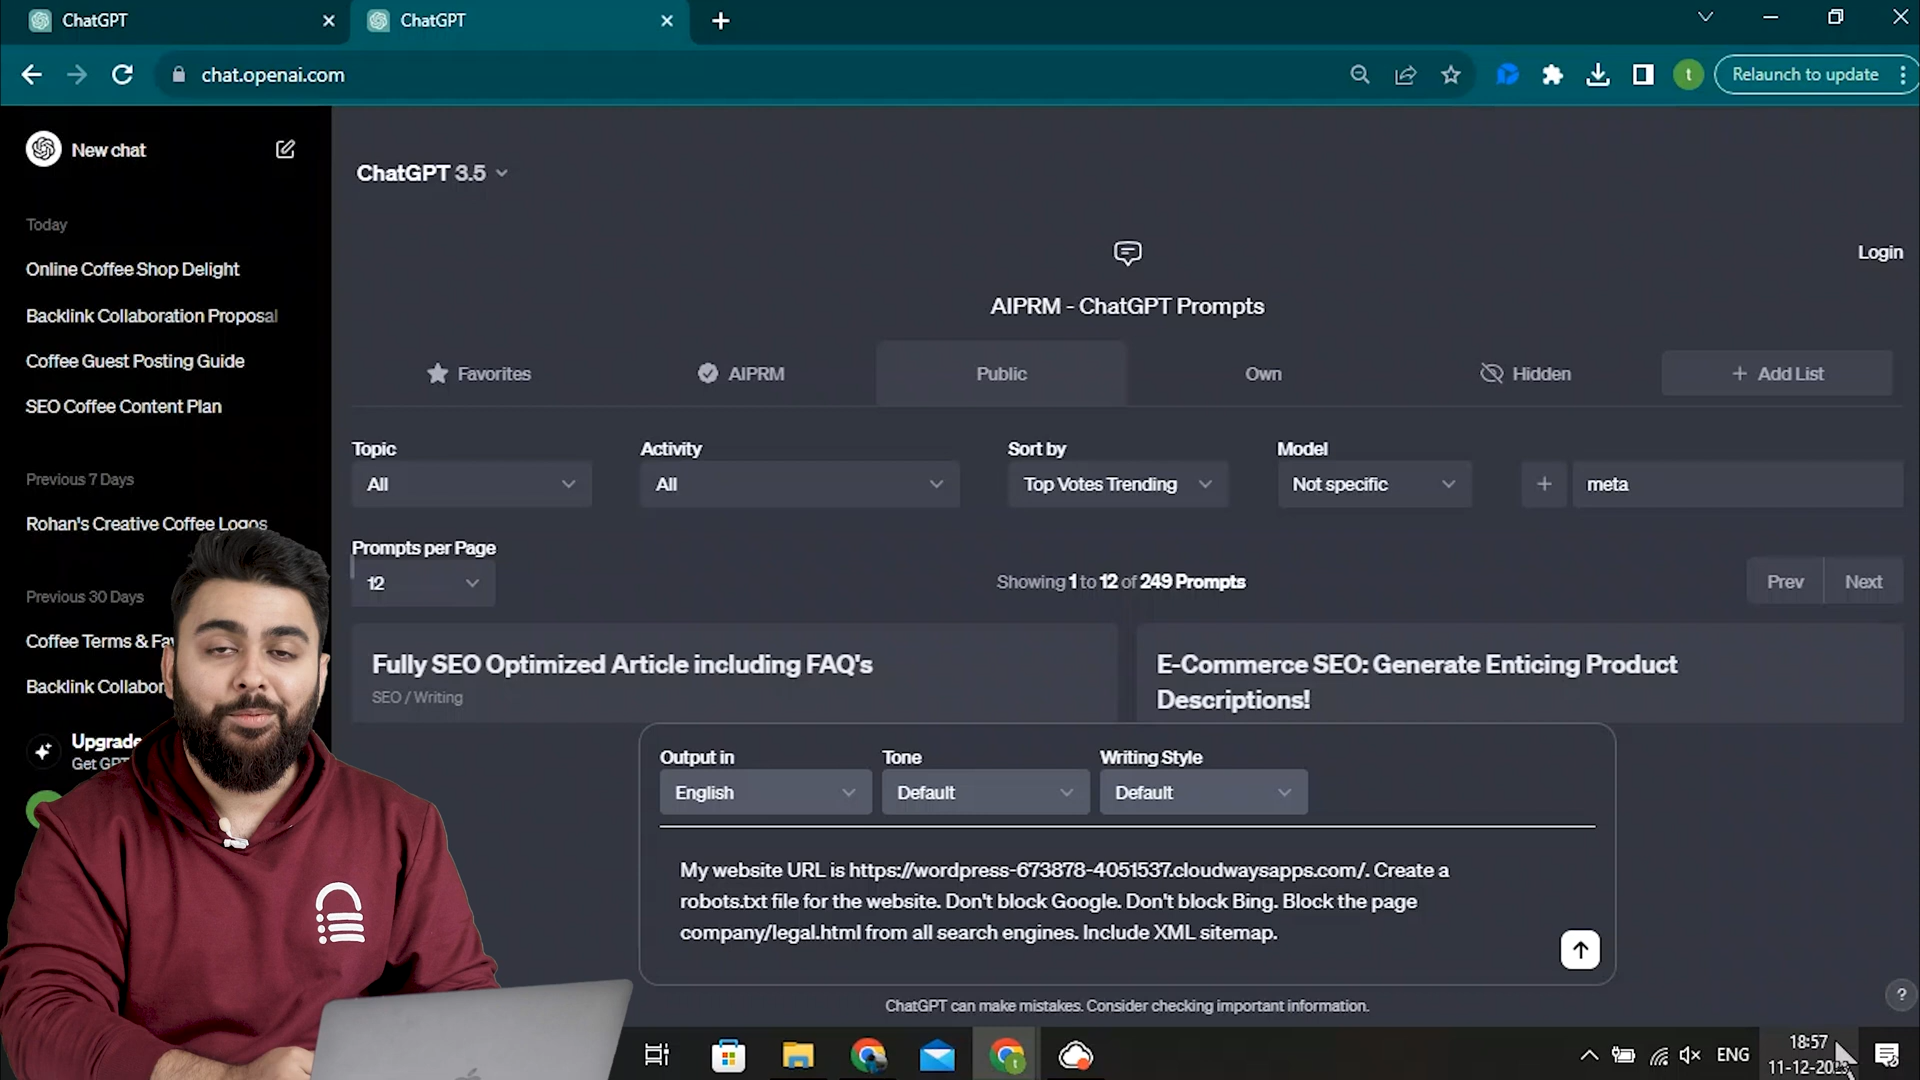 ChatGPT
ChatGPT
chat.openai.com
t
Relaunch to update
New chat
ChatGPT 3.5
Today
Online Coffee Shop Delight
Backlink Collaboration Proposal
Coffee Guest Posting Guide
SEO Coffee Content Plan
Previous 7 Days
Rohan's Creative Coffee Logos
Previous 30 Days
Coffee Terms &
Backlink
Upgrade
Get
Login
AIPRM - ChatGPT Prompts
Favorites
AIPRM
Public
Own
Hidden
+ Add List
Topic
Activity
Sort by
Model
All
All
Top Votes Trending
Not specific
+
meta
Prompts per Page
12
Showing 1 to 12 of 249 Prompts
Prev
Next
Fully SEO Optimized Article including FAQ's
SEO / Writing
E-Commerce SEO: Generate Enticing Product
Descriptions!
Output in
Tone
Writing Style
English
Default
Default
My website URL is https://wordpress-673878-4051537.cloudwaysapps.com/. Create a
robots.txt file for the website. Don't block Google. Don't block Bing. Block the page
company/legal.html from all search engines. Include XML sitemap.
ChatGPT can make mistakes. Consider checking important information.
?
t
ENG
18:57